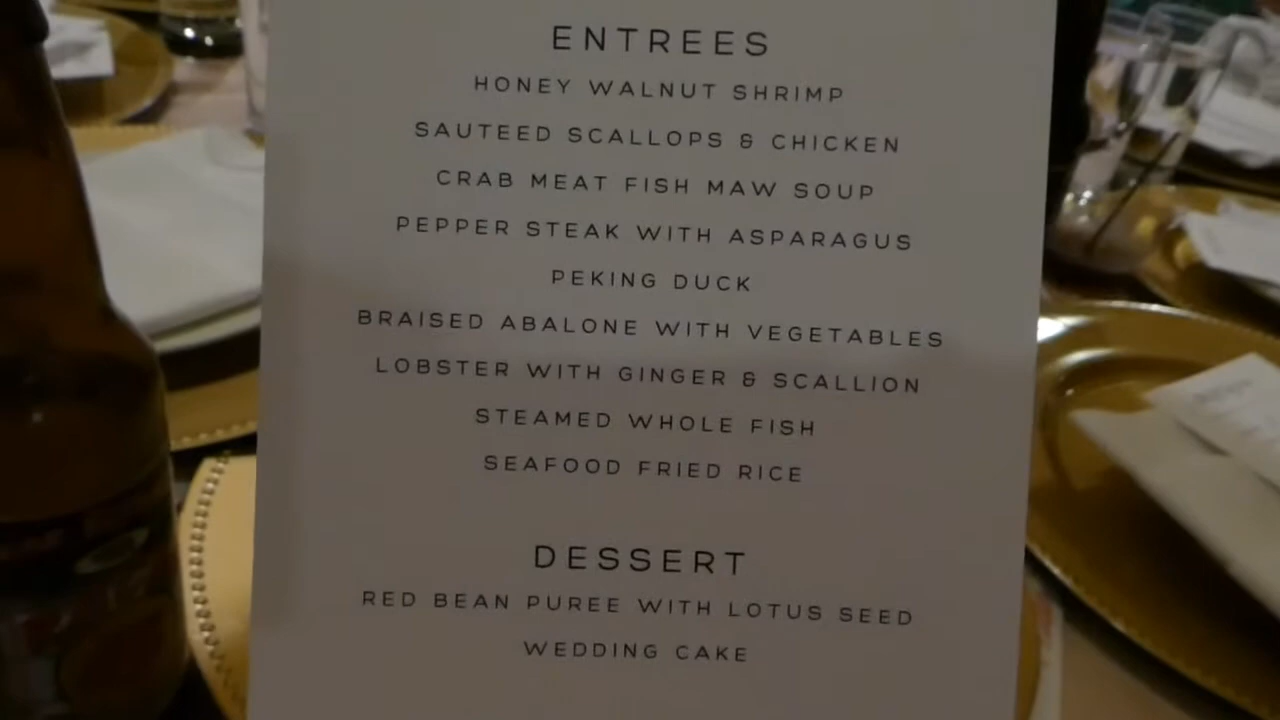 ENTREES
HONEY WALNUT SHRIMP
SAUTEED SCALLOPS & CHICKEN
CRAB MEAT FISH MAW SOUP
PEPPER STEAK WITH ASPARAGUS
PEKING DUCK
BRAISED ABALONE WITH VEGETABLES
LOBSTER WITH GINGER & SCALLION
STEAMED WHOLE FISH
SEAFOOD FRIED RICE
DESSERT
RED BEAN PUREE WITH LOTUS SEED
WEDDING CAKE